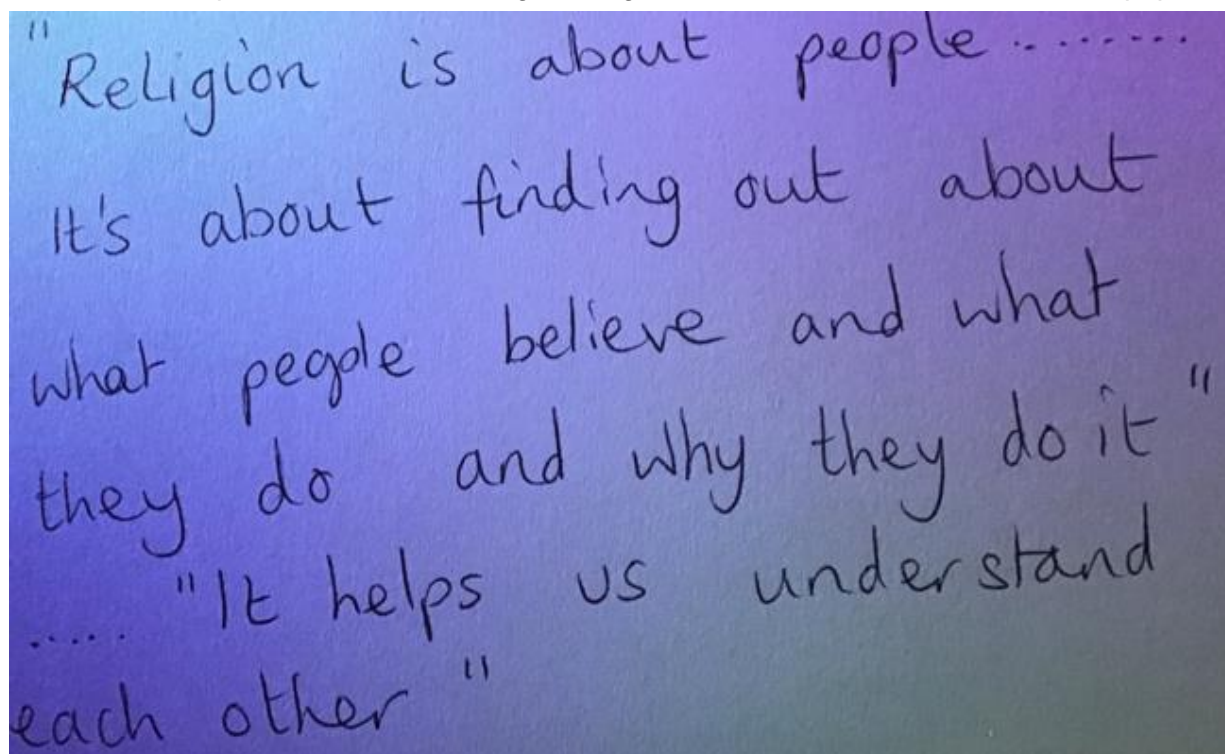 "Religion is about people.........
It's about finding out about
what people believe and what
they do and why they do it"
..... "It helps us understand
each other"